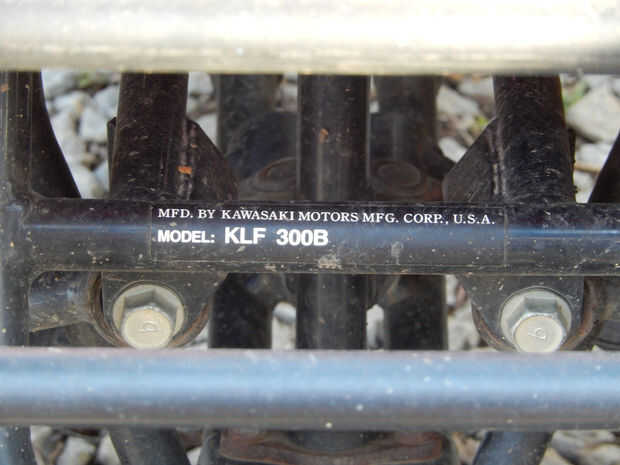 MFD. BY KAWASAKI MOTORS MFG. CORP., U.S.A.
MODEL: KLF 300B